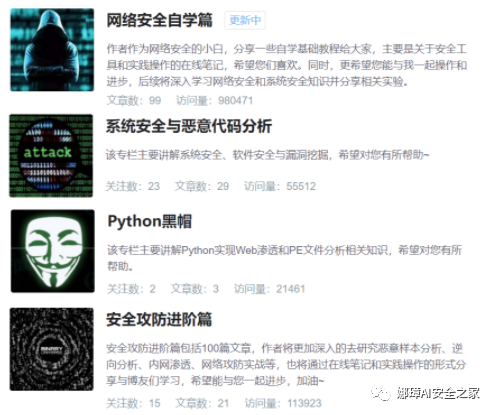 网络安全自学篇 更新中
作者作为网络安全的小白，分享一些自学基础教程给大家，主要是关于安全工
具和实践操作的在线笔记，希望您们喜欢。同时，更希望您能与我一起操作和
进步，后续将深入学习网络安全和系统安全知识并分享相关实验。
文章数：99 访问量：980471
attack
系统安全与恶意代码分析
该专栏主要讲解系统安全、软件安全与漏洞挖掘，希望对您有所帮助~
关注数：23 文章数：29 访问量：55512
Python黑帽
该专栏主要讲解Python实现Web渗透和PE文件分析相关知识，希望对您有所
帮助。
关注数：2 文章数：3 访问量：21461
BINARY
安全攻防进阶篇
安全攻防进阶篇包括100篇文章，作者将更加深入的去研究恶意样本分析、逆
向分析、内网渗透、网络攻防实战等，也将通过在线笔记和实践操作的形式分
享与博友们学习，希望能与您一起进步，加油~
关注数：15 文章数：21 访问量：113923
娜璋AI安全之家